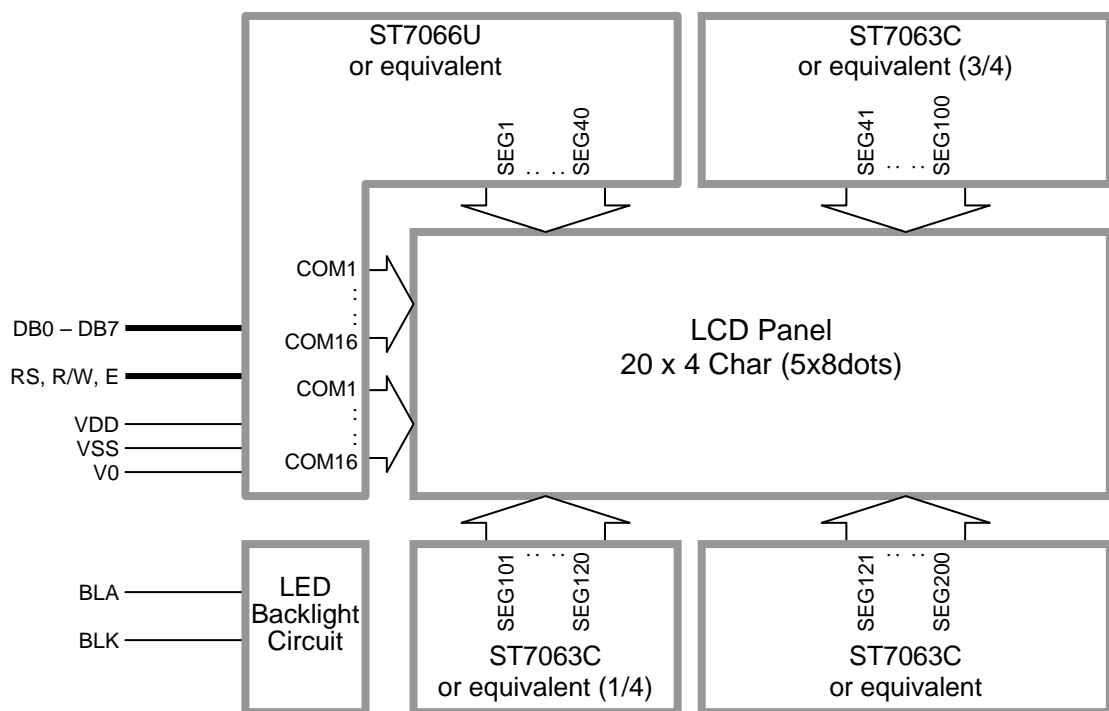 ST7066U
or equivalent
SEG1
.. ..
SEG40
ST7063C
or equivalent (3/4)
SEG41
.. ..
SEG100
COM1
....
COM16
COM1
....
COM16
DB0 – DB7
RS, R/W, E
VDD
VSS
V0
LCD Panel
20 x 4 Char (5x8dots)
BLA
BLK
LED
Backlight
Circuit
SEG101
.. ..
SEG120
ST7063C
or equivalent (1/4)
SEG121
.. ..
SEG200
ST7063C
or equivalent